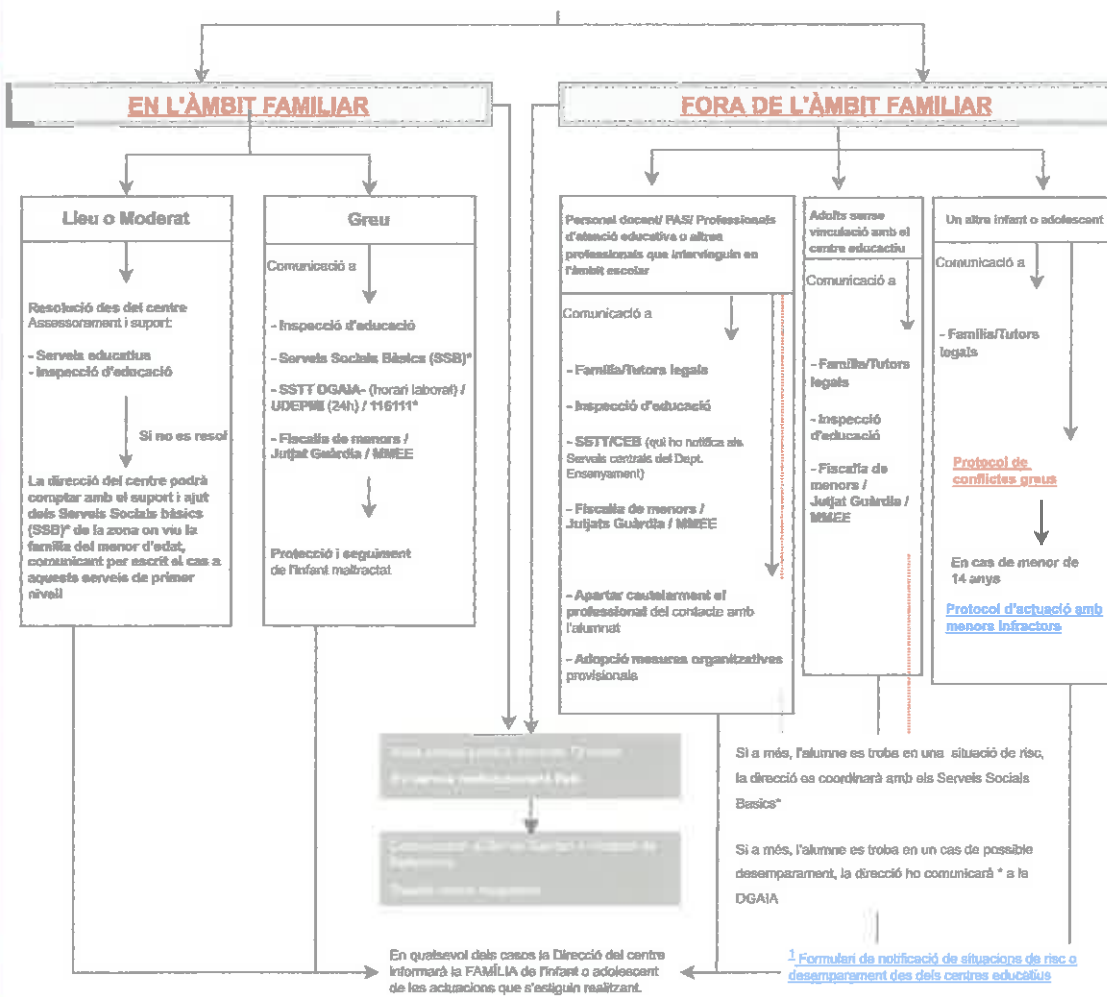 EN L'ÀMBIT FAMILIAR
FORA DE L'ÀMBIT FAMILIAR
Lleu o Moderat
Resolució des del centre
Assessorament i suport:
- Serveis educatius
- Inspecció d'educació
Si no es resol
La direcció del centre podrà
comptar amb el suport i ajut
dels Serveis Socials bàsics
(SSB)* de la zona on viu la
família del menor d'edat,
comunicant per escrit el cas a
aquests serveis de primer
nivell
Greu
Comunicació a
- Inspecció d'educació
- Serveis Socials Bàsics (SSB)*
- SSTT DGAIA- (horari laboral) /
UDEPMI (24h) / 116111*
- Fiscalia de menors /
Jutjat Guàrdia / MMEE
Protecció i seguiment
de l'infant maltractat
Personal docent/ PAS/ Professionals
d'atenció educativa o altres
professionals que intervinguin en
l'àmbit escolar
Comunicació a
- Família/Tutors legals
- Inspecció d'educació
- SSTT/CEB (qui ho notifica als
Serveis centrals del Dept.
Ensenyament)
- Fiscalia de menors /
Jutjats Guàrdia / MMEE
- Apartar cautelarment el
professional del contacte amb
l'alumnat
- Adopció mesures organitzatives
provisionals
Adults sense
vinculació amb el
centre educactiu
Comunicació a
- Família/Tutors
legals
- Inspecció
d'educació
- Fiscalia de
menors /
Jutjat Guàrdia /
MMEE
Un altre infant o adolescent
Comunicació a
- Família/Tutors
legals
Protocol de
conflictes greus
En cas de menor de
14 anys
Protocol d'actuació amb
menors infractors
Si a més, l'alumne es troba en una situació de risc,
la direcció es coordinarà amb els Serveis Socials
Basics*
Si a més, l'alumne es troba en un cas de possible
desemparament, la direcció ho comunicarà * a la
DGAIA
En qualsevol dels casos la Direcció del centre
informarà la FAMÍLIA de l'infant o adolescent
de les actuacions que s'estiguin realitzant.
1 Formulari de notificació de situacions de risc o
desemparament des dels centres educatius